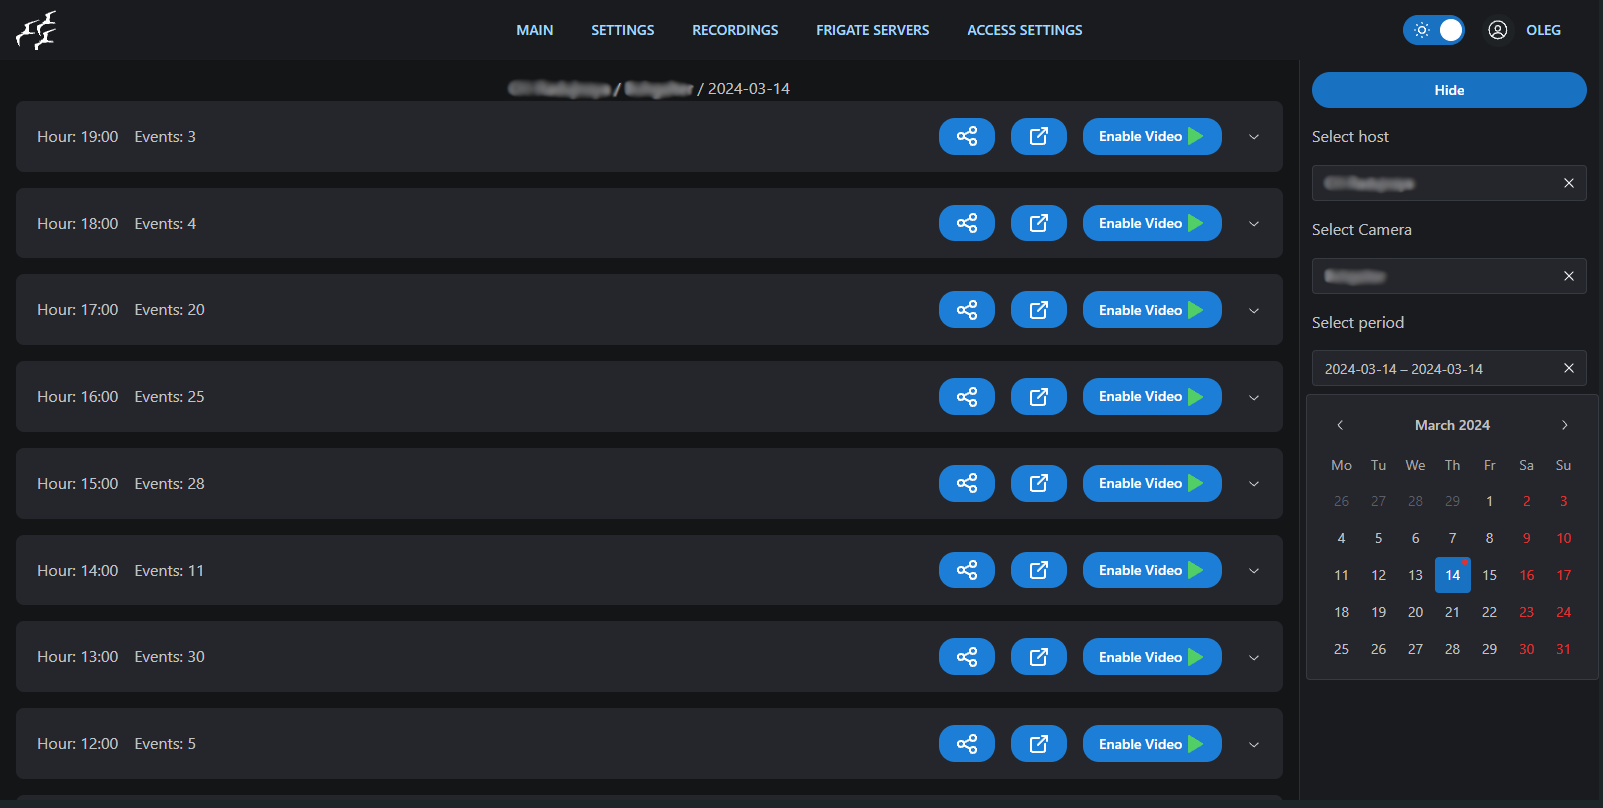 MAIN SETTINGS RECORDINGS FRIGATE SERVERS ACCESS SETTINGS OLEG
/ / 2024-03-14
Hour: 19:00 Events: 3 Enable Video
Hour: 18:00 Events: 4 Enable Video
Hour: 17:00 Events: 20 Enable Video
Hour: 16:00 Events: 25 Enable Video
Hour: 15:00 Events: 28 Enable Video
Hour: 14:00 Events: 11 Enable Video
Hour: 13:00 Events: 30 Enable Video
Hour: 12:00 Events: 5 Enable Video
Hide
Select host
Select Camera
Select period
2024-03-14 – 2024-03-14
March 2024
Mo Tu We Th Fr Sa Su
26 27 28 29 1 2 3
4 5 6 7 8 9 10
11 12 13 14 15 16 17
18 19 20 21 22 23 24
25 26 27 28 29 30 31